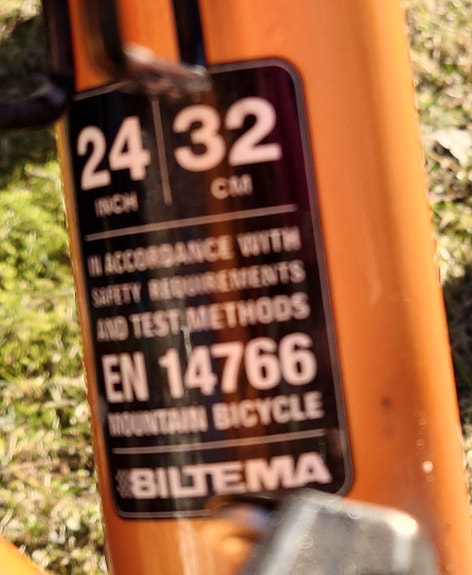 24 32
INCH CM
IN ACCORDANCE WITH
SAFETY REQUIREMENTS
AND TEST METHODS
EN 14766
MOUNTAIN BICYCLE
BILTEMA